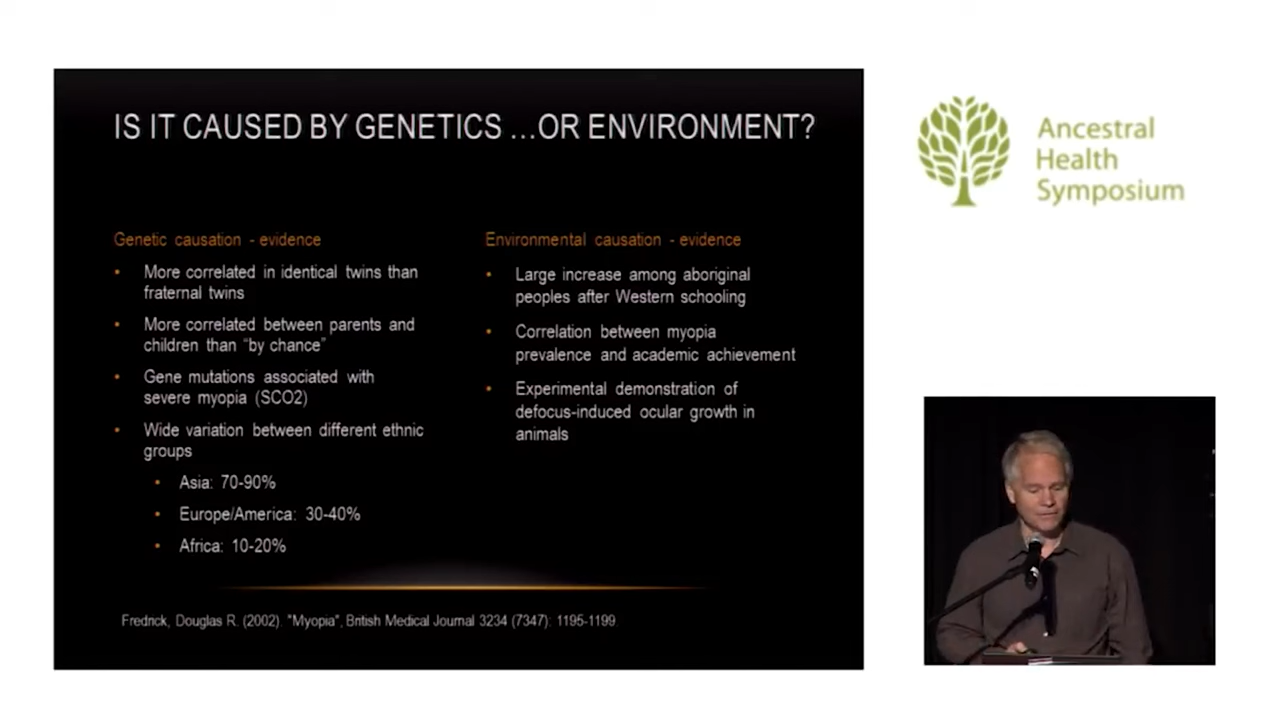 IS IT CAUSED BY GENETICS ...OR ENVIRONMENT?
Genetic causation - evidence
• More correlated in identical twins than
fraternal twins
• More correlated between parents and
children than “by chance”
• Gene mutations associated with
severe myopia (SCO2)
• Wide variation between different ethnic
groups
• Asia: 70-90%
• Europe/America: 30-40%
• Africa: 10-20%
Environmental causation - evidence
• Large increase among aboriginal
peoples after Western schooling
• Correlation between myopia
prevalence and academic achievement
• Experimental demonstration of
defocus-induced ocular growth in
animals
Fredrick, Douglas R. (2002). "Myopia", British Medical Journal 3234 (7347): 1195-1199.
Ancestral
Health
Symposium